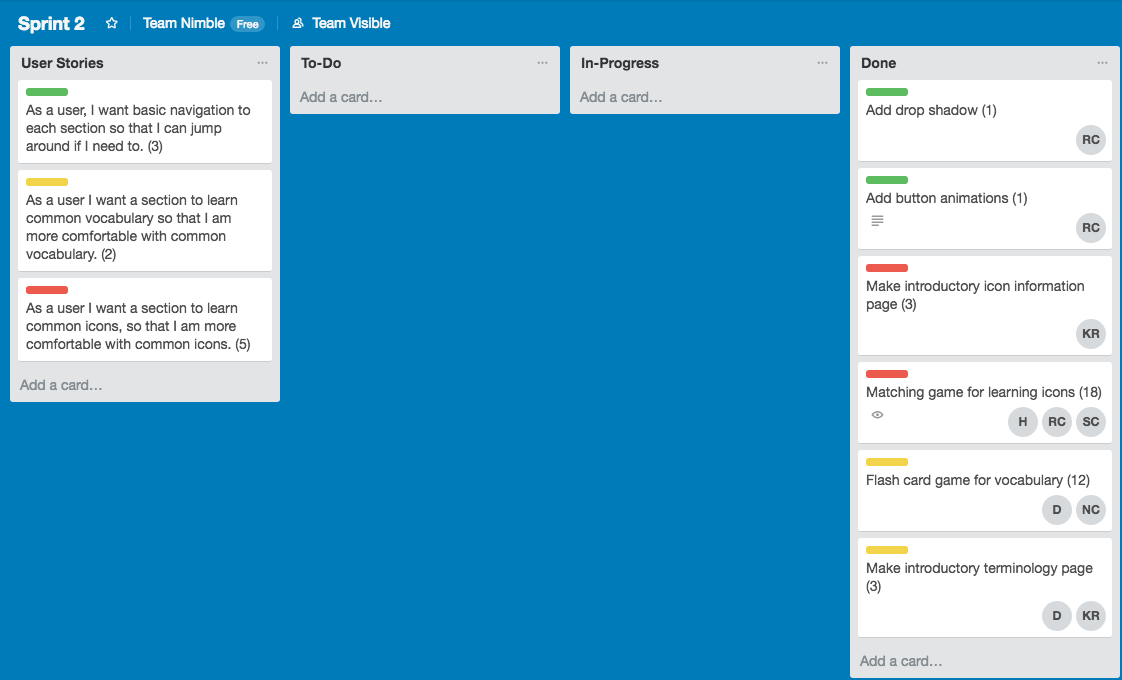 Sprint 2
Team Nimble Free
Team Visible
User Stories
As a user, I want basic navigation to
each section so that I can jump
around if I need to. (3)
As a user I want a section to learn
common vocabulary so that I am
more comfortable with common
vocabulary. (2)
As a user I want a section to learn
common icons, so that I am more
comfortable with common icons. (5)
Add a card…
To-Do
Add a card…
In-Progress
Add a card…
Done
Add drop shadow (1)
RC
Add button animations (1)
RC
Make introductory icon information
page (3)
KR
Matching game for learning icons (18)
H RC SC
Flash card game for vocabulary (12)
D NC
Make introductory terminology page
(3)
D KR
Add a card…